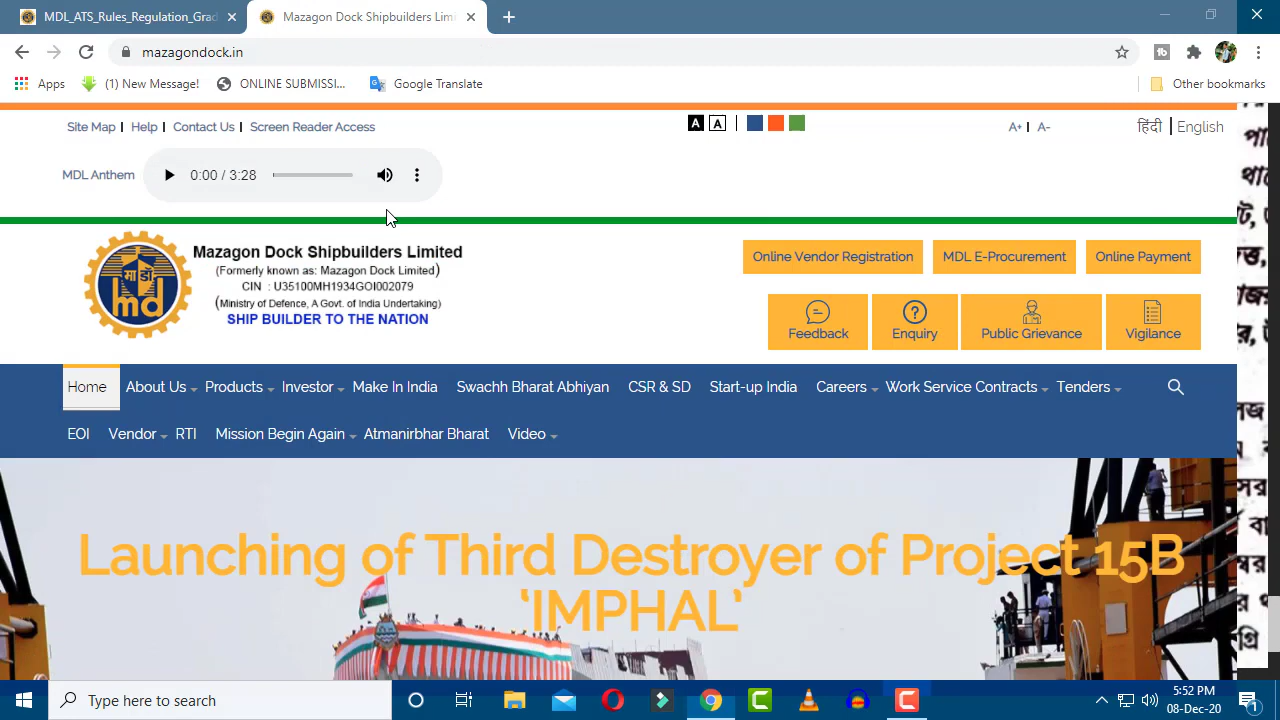 MDL_ATS_Rules_Regulation_Grad
Mazagon Dock Shipbuilders Limi
mazagondock.in
Apps
(1) New Message!
ONLINE SUBMISSI...
Google Translate
Other bookmarks
Site Map
Help
Contact Us
Screen Reader Access
A
A
A+
A-
हिंदी
English
MDL Anthem
0:00 / 3:28
माडॉ
md
Mazagon Dock Shipbuilders Limited
(Formerly known as: Mazagon Dock Limited)
CIN : U35100MH1934GOI002079
(Ministry of Defence, A Govt. of India Undertaking)
SHIP BUILDER TO THE NATION
Online Vendor Registration
MDL E-Procurement
Online Payment
Feedback
Enquiry
Public Grievance
Vigilance
Home
About Us
Products
Investor
Make In India
Swachh Bharat Abhiyan
CSR & SD
Start-up India
Careers
Work Service Contracts
Tenders
EOI
Vendor
RTI
Mission Begin Again
Atmanirbhar Bharat
Video
Launching of Third Destroyer of Project 15B
'IMPHAL'
Type here to search
5:52 PM
08-Dec-20
1